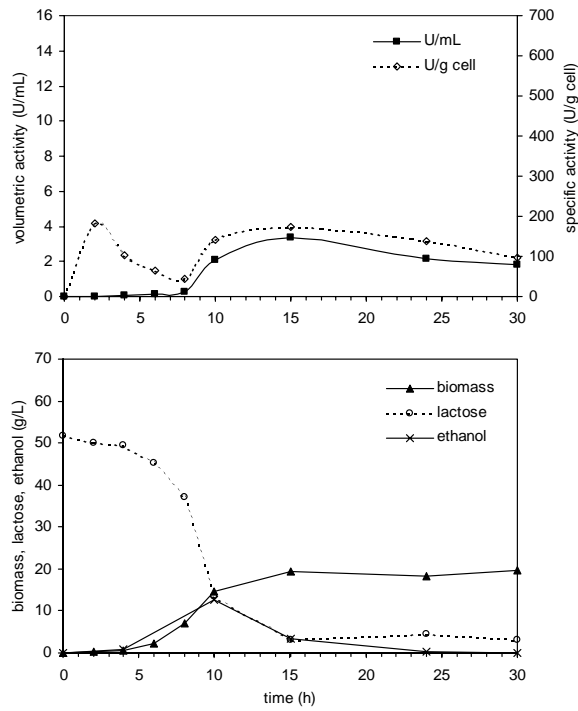 volumetric activity (U/mL)
16
14
12
10
8
6
4
2
0
U/mL
U/g cell
700
600
500
400
300
200
100
0
specific activity (U/g cell)
0 5 10 15 20 25 30
biomass, lactose, ethanol (g/L)
70
60
50
40
30
20
10
0
biomass
lactose
ethanol
0 5 10 15 20 25 30
time (h)